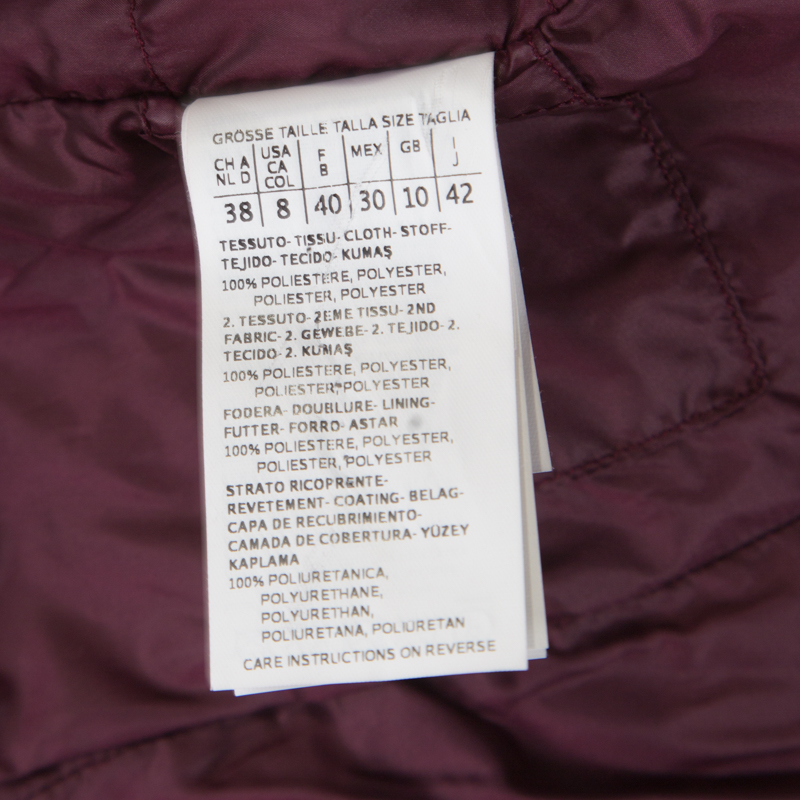 GRÖSSE TAILLE TALLA SIZE TAGLIA
CH A USA F MEX GB I
NL D CA B J
COL
38 8 40 30 10 42
TESSUTO- TISSU- CLOTH- STOFF-
TEJIDO- TECIDO- KUMAŞ
100% POLIESTERE, POLYESTER,
POLIESTER, POLYESTER
2. TESSUTO- 2EME TISSU- 2ND
FABRIC- 2. GEWEBE- 2. TEJIDO- 2.
TECIDO- 2. KUMAŞ
100% POLIESTERE, POLYESTER,
POLIESTER, POLYESTER
FODERA- DOUBLURE- LINING-
FUTTER- FORRO- ASTAR
100% POLIESTERE, POLYESTER,
POLIESTER, POLYESTER
STRATO RICOPRENTE-
REVETEMENT- COATING- BELAG-
CAPA DE RECUBRIMIENTO-
CAMADA DE COBERTURA- YÜZEY
KAPLAMA
100% POLIURETANICA,
POLYURETHANE,
POLYURETHAN,
POLIURETANA, POLIÜRETAN
CARE INSTRUCTIONS ON REVERSE